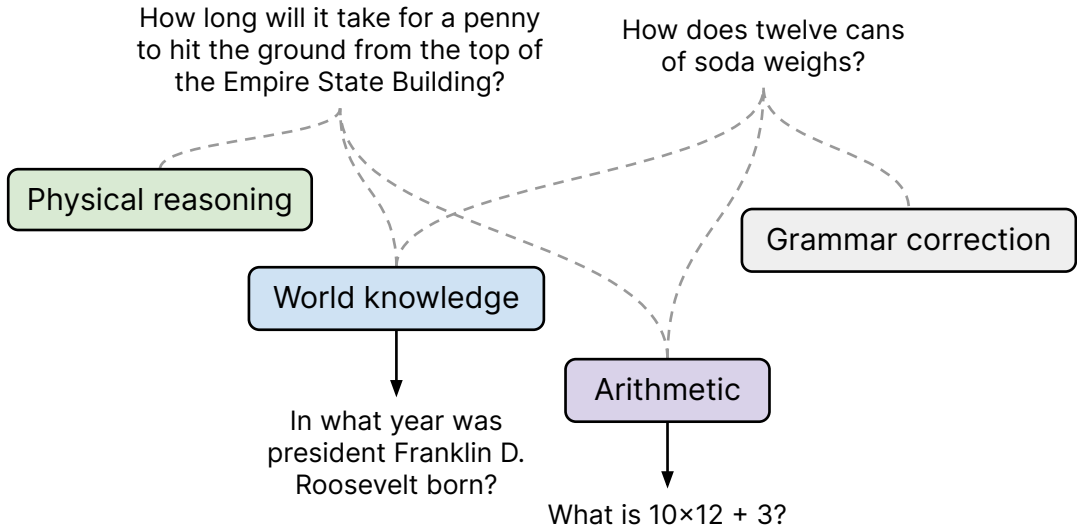 How long will it take for a penny
to hit the ground from the top of
the Empire State Building?
How does twelve cans
of soda weighs?
Physical reasoning
Grammar correction
World knowledge
Arithmetic
In what year was
president Franklin D.
Roosevelt born?
What is 10×12 + 3?